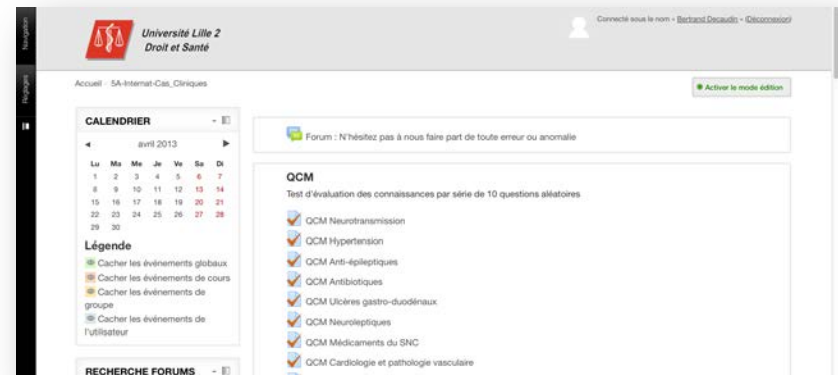 Navigation
Réglages
Université Lille 2
Droit et Santé
Connecté sous le nom « Bertrand Decaudin » (Déconnexion)
Accueil 5A-Internat-Cas_Cliniques
Activer le mode édition
CALENDRIER
avril 2013
Lu Ma Me Je Ve Sa Di
1 2 3 4 5 6 7
8 9 10 11 12 13 14
15 16 17 18 19 20 21
22 23 24 25 26 27 28
29 30
Légende
Cacher les événements globaux
Cacher les événements de cours
Cacher les événements de
groupe
Cacher les événements de
l'utilisateur
RECHERCHE FORUMS
Forum : N'hésitez pas à nous faire part de toute erreur ou anomalie
QCM
Test d'évaluation des connaissances par série de 10 questions aléatoires
QCM Neurotransmission
QCM Hypertension
QCM Anti-épileptiques
QCM Antibiotiques
QCM Ulcères gastro-duodénaux
QCM Neuroleptiques
QCM Médicaments du SNC
QCM Cardiologie et pathologie vasculaire